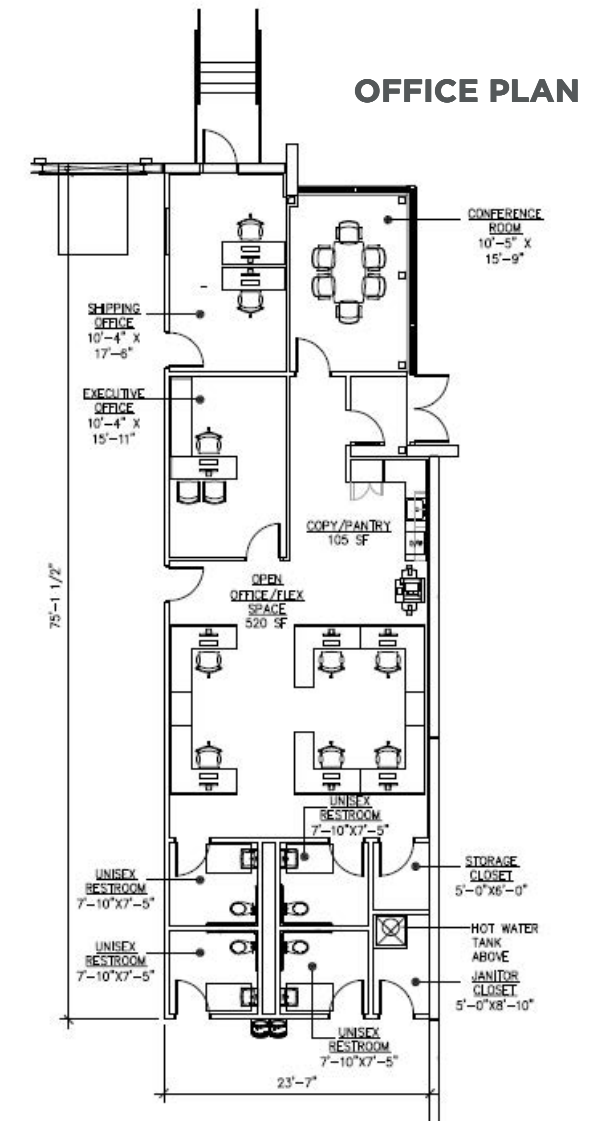 OFFICE PLAN
CONFERENCE
ROOM
10'-5" X
15'-9"
SHIPPING
OFFICE
10'-4" X
17'-6"
EXECUTIVE
OFFICE
10'-4" X
15'-11"
COPY/PANTRY
105 SF
OPEN
OFFICE/FLEX
SPACE
520 SF
75'-1 1/2"
UNISEX
RESTROOM
7'-10"X7'-5"
UNISEX
RESTROOM
7'-10"X7'-5"
STORAGE
CLOSET
5'-0"X6'-0"
HOT WATER
TANK
ABOVE
UNISEX
RESTROOM
7'-10"X7'-5"
JANITOR
CLOSET
5'-0"X8'-10"
UNISEX
RESTROOM
7'-10"X7'-5"
23'-7"